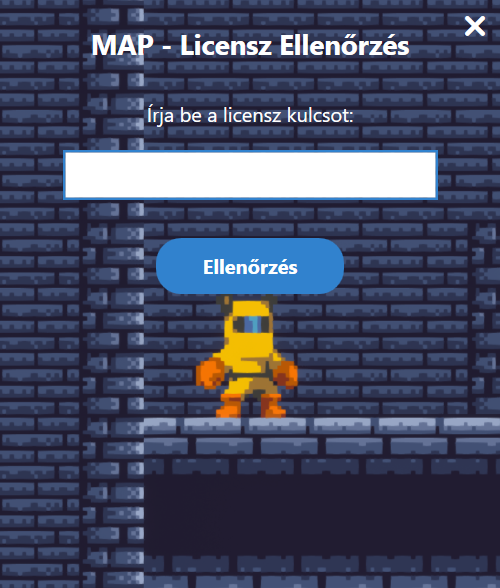 MAP - Licensz Ellenőrzés
Írja be a licensz kulcsot:
Ellenőrzés